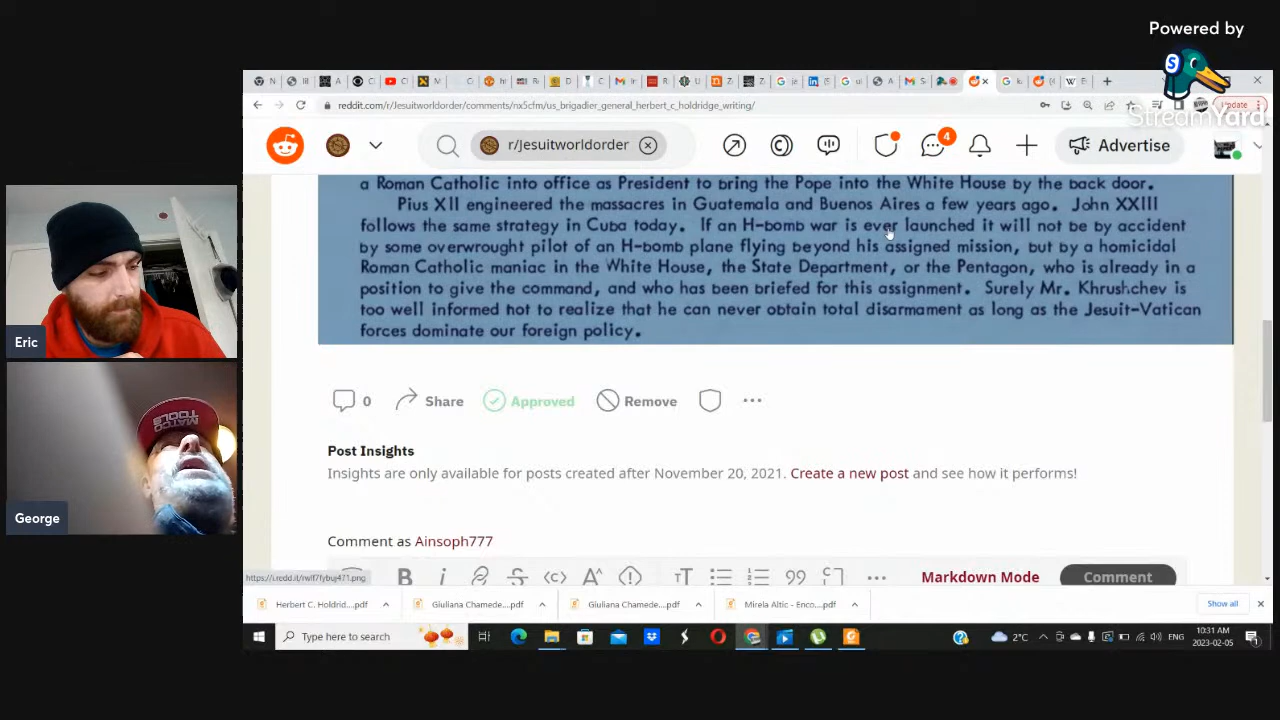 Powered by
StreamYard
reddit.com/r/Jesuitworldorder/comments/nx5cfm/us_brigadier_general_herbert_c_holdridge_writing/
Update
r/Jesuitworldorder
4
Advertise
a Roman Catholic into office as President to bring the Pope into the White House by the back door.
Pius XII engineered the massacres in Guatemala and Buenos Aires a few years ago. John XXIII
follows the same strategy in Cuba today. If an H-bomb war is ever launched it will not be by accident
by some overwrought pilot of an H-bomb plane flying beyond his assigned mission, but by a homicidal
Roman Catholic maniac in the White House, the State Department, or the Pentagon, who is already in a
position to give the command, and who has been briefed for this assignment. Surely Mr. Khrushchev is
too well informed not to realize that he can never obtain total disarmament as long as the Jesuit-Vatican
forces dominate our foreign policy.
0 Share Approved Remove
Post Insights
Insights are only available for posts created after November 20, 2021. Create a new post and see how it performs!
Comment as Ainsoph777
Markdown Mode Comment
https://i.redd.it/rwlf7fybuj471.png
Herbert C. Holdrid....pdf Giuliana Chamede....pdf Giuliana Chamede....pdf Mirela Altic - Enco....pdf Show all
Type here to search
2°C ENG 10:31 AM
2023-02-05
Eric
MATCO
TOOLS
George